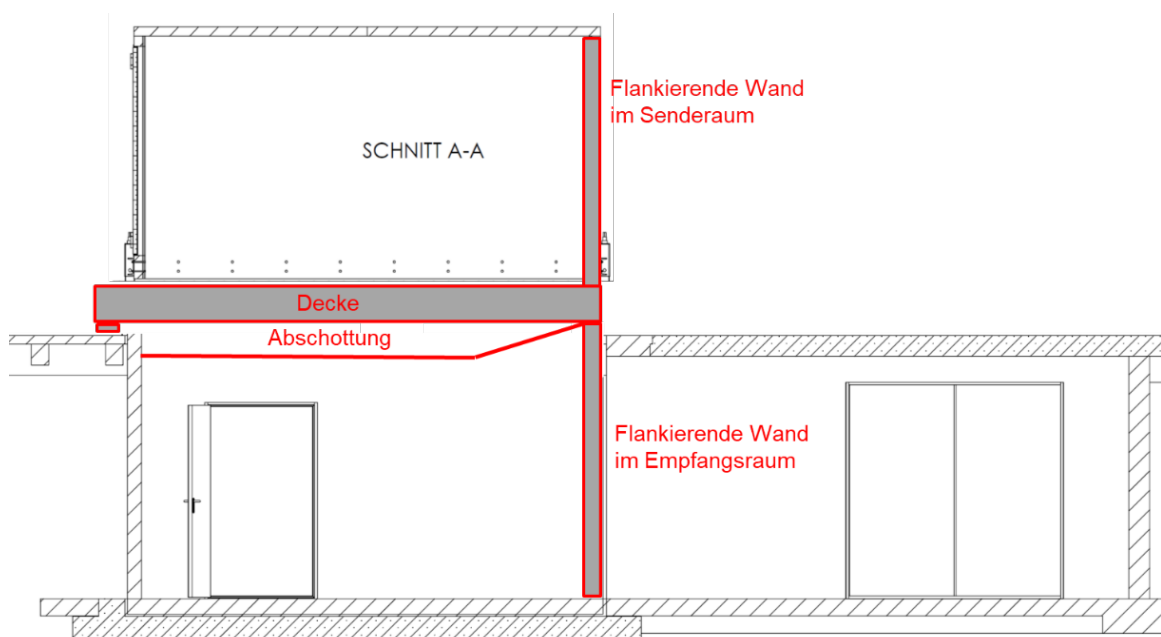 Flankierende Wand
im Senderaum
SCHNITT A-A
Decke
Abschottung
Flankierende Wand
im Empfangsraum